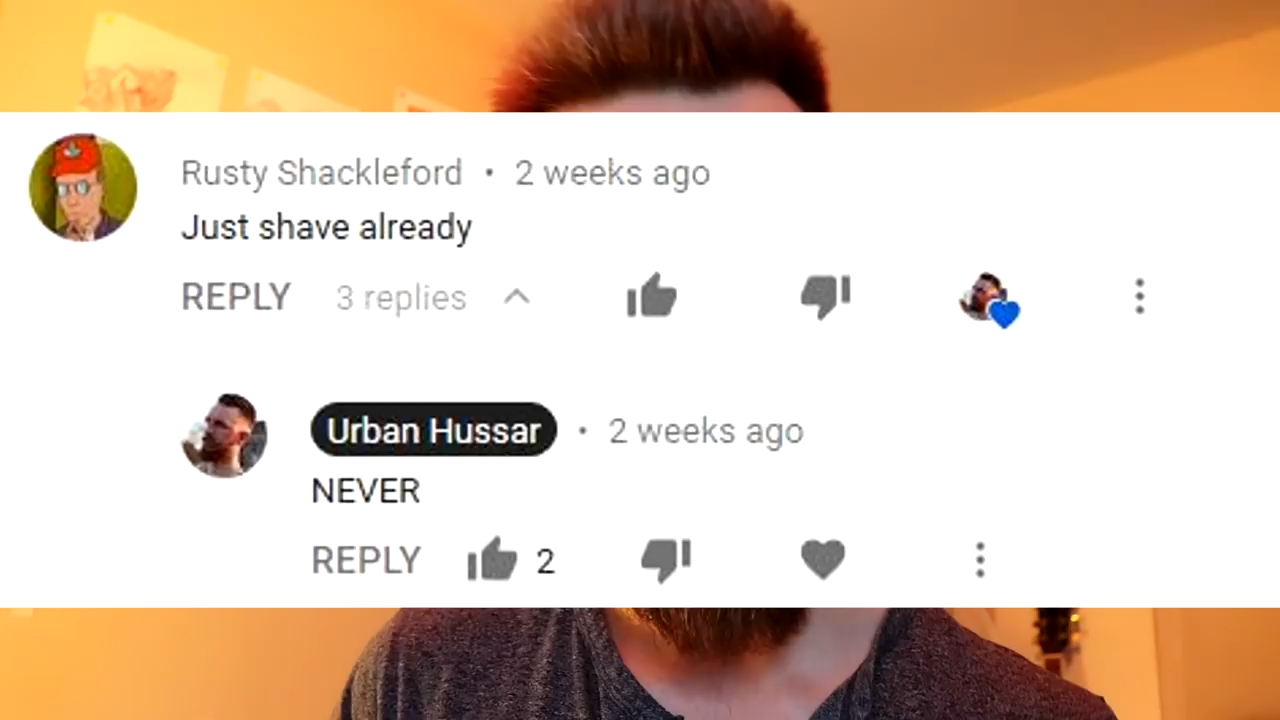 Rusty Shackleford • 2 weeks ago
Just shave already
REPLY 3 replies
Urban Hussar • 2 weeks ago
NEVER
REPLY 2